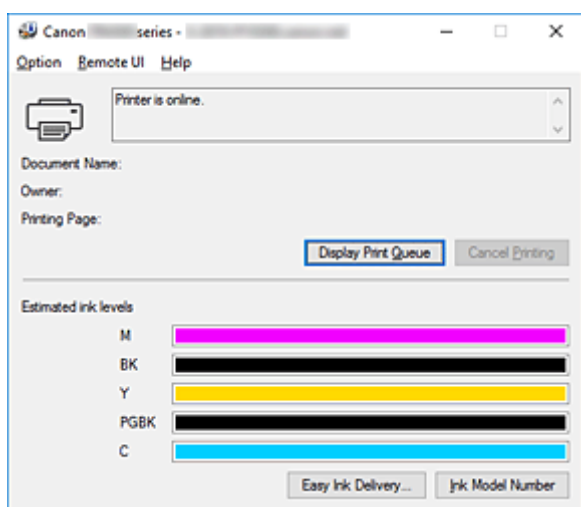 Canon series -
Option Remote UI Help
Printer is online.
Document Name:
Owner:
Printing Page:
Display Print Queue Cancel Printing
Estimated ink levels
M
BK
Y
PGBK
C
Easy Ink Delivery... Ink Model Number